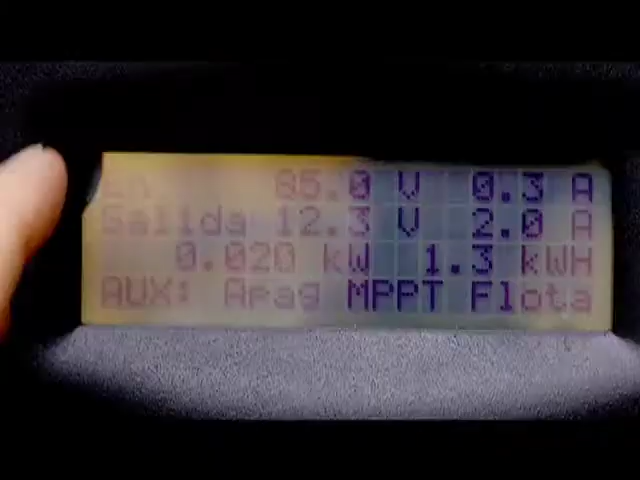 En 85.0 V 0.3 A
Salida 12.3 V 2.0 A
0.020 kW 1.3 kWH
AUX: Apag MPPT Flota